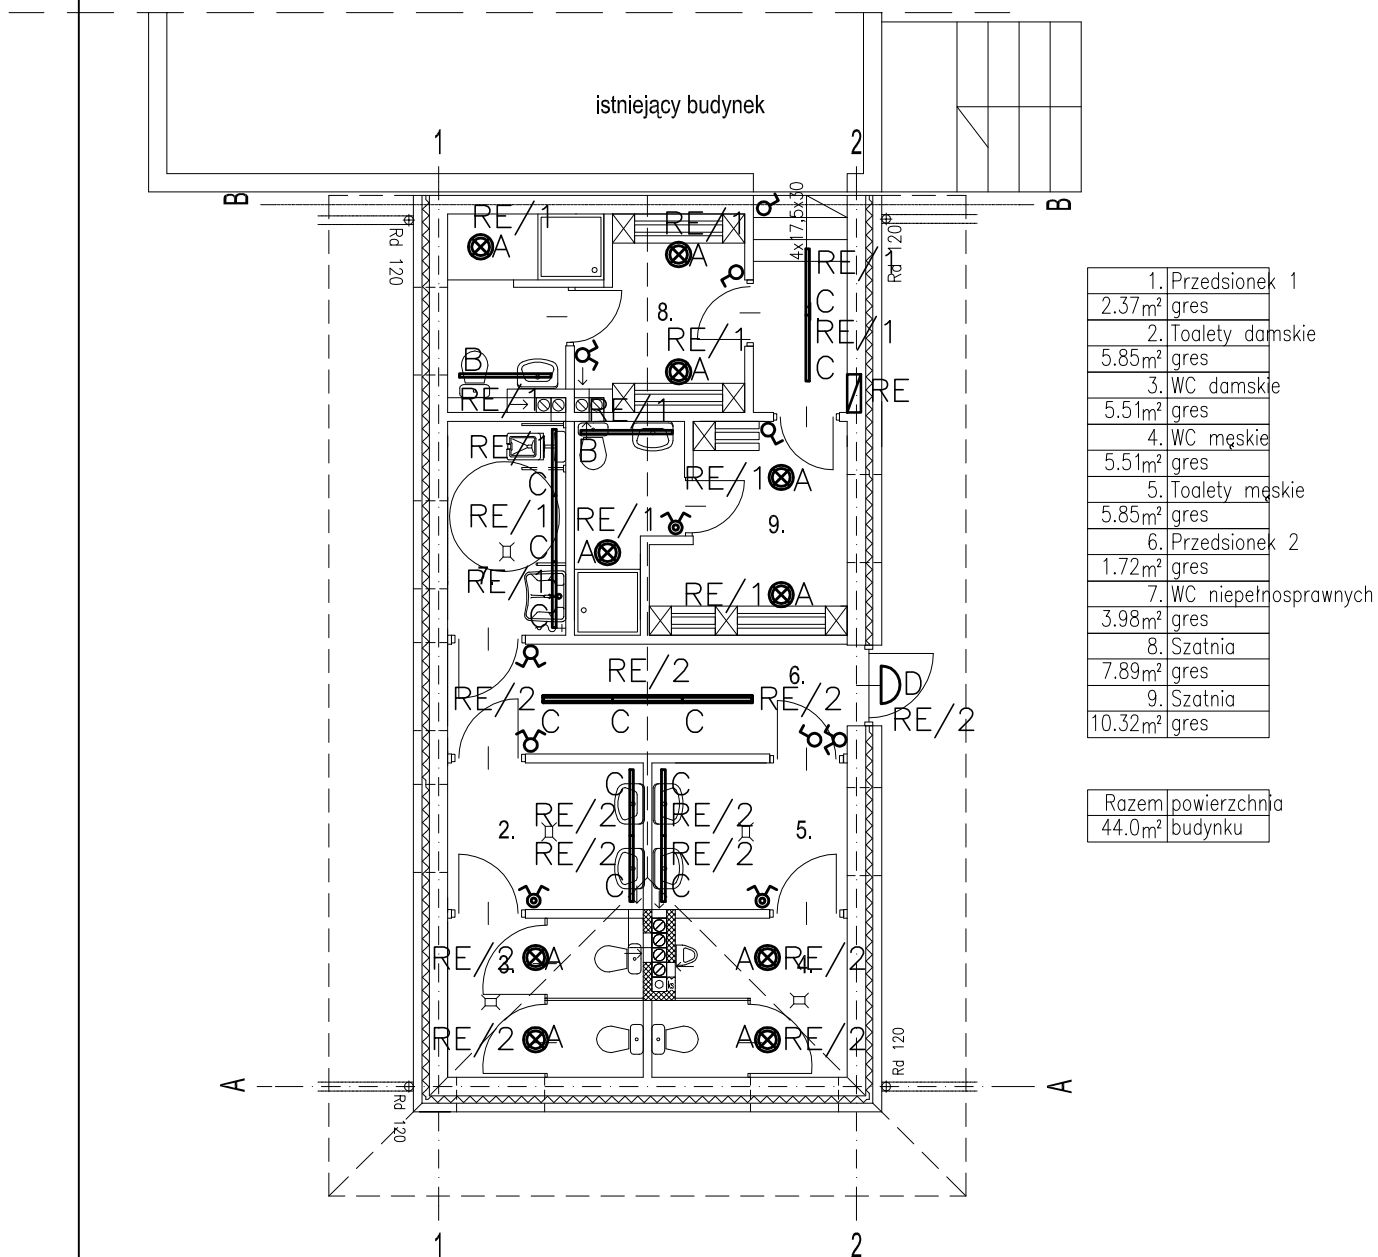 istniejący budynek
1
2
B
B
4x17,5x30
Rd 120
Rd 120
RE/1
A
RE/1
A
RE/1
C
8.
RE/1
RE/1
A
C
B
RE
RE/1
RE/1
RE/1
B
C
RE/1
A
RE/1
RE/1
9.
C
A
7.
RE/1
RE/1
A
C
RE/2
6.
RE/2
RE/2
D
C
C
C
RE/2
C
C
2.
RE/2
RE/2
5.
RE/2
RE/2
C
C
RE/2
3.
A
A
4.
RE/2
RE/2
A
A
RE/2
Rd 120
A
A
Rd 120
1
2
1. Przedsionek 1
2.37m² gres
2. Toalety damskie
5.85m² gres
3. WC damskie
5.51m² gres
4. WC męskie
5.51m² gres
5. Toalety męskie
5.85m² gres
6. Przedsionek 2
1.72m² gres
7. WC niepełnosprawnych
3.98m² gres
8. Szatnia
7.89m² gres
9. Szatnia
10.32m² gres
Razem powierzchnia
44.0m² budynku